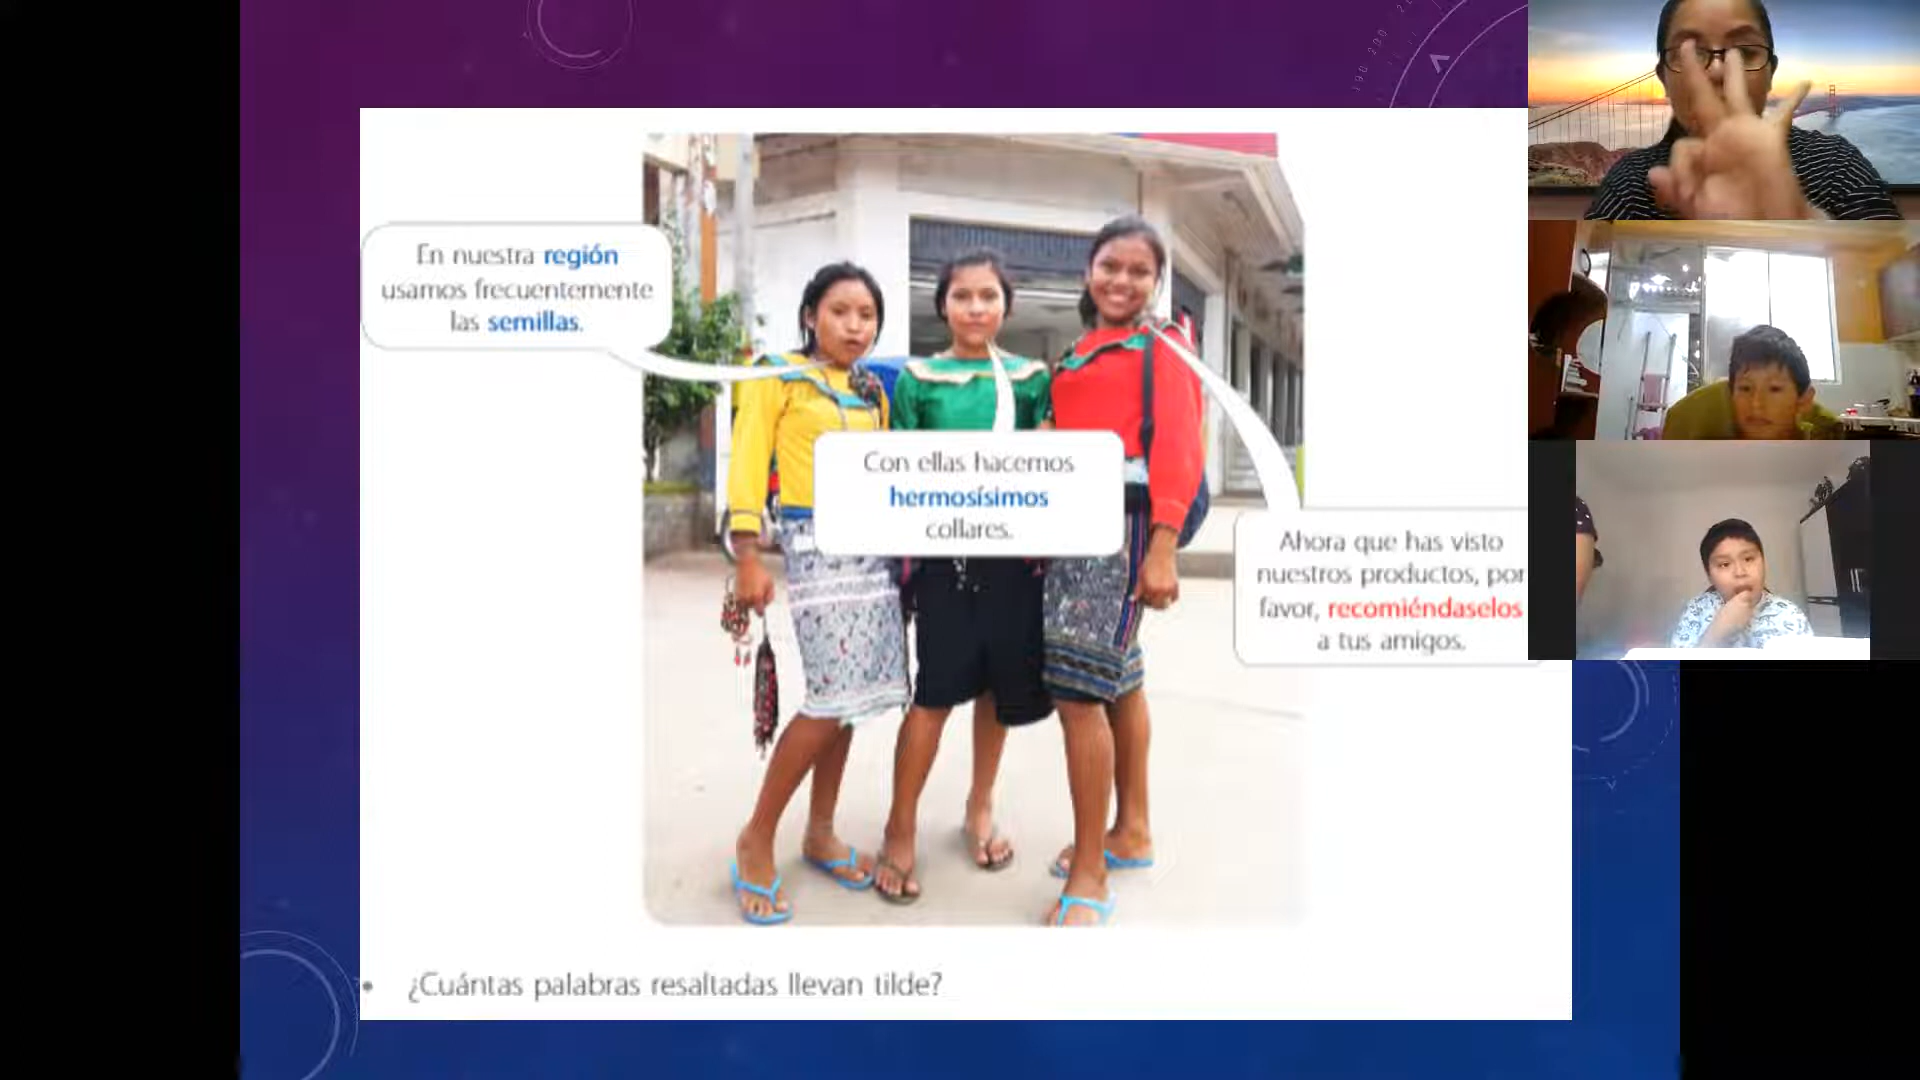 En nuestra región
usamos frecuentemente
las semillas.
Con ellas hacemos
hermosísimos
collares.
Ahora que has visto
nuestros productos, por
favor, recomiéndaselos
a tus amigos.
• ¿Cuántas palabras resaltadas llevan tilde?